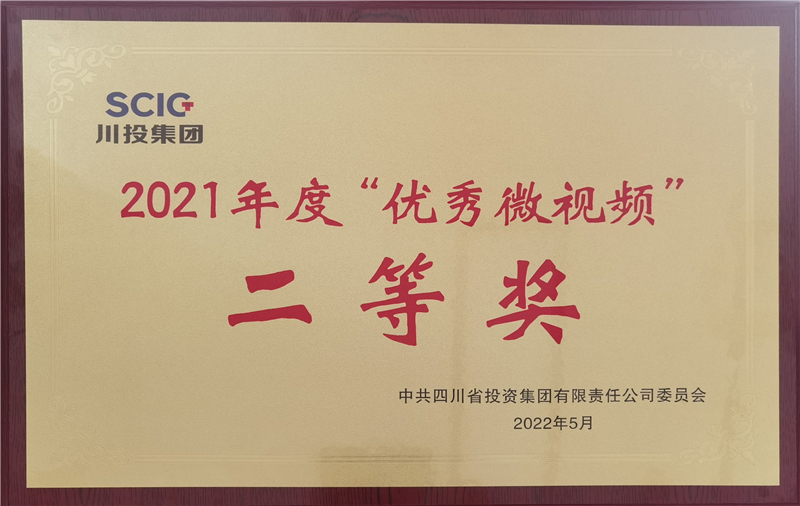 SCIG
川投集团
2021年度“优秀微视频”
二等奖
中共四川省投资集团有限责任公司委员会
2022年5月